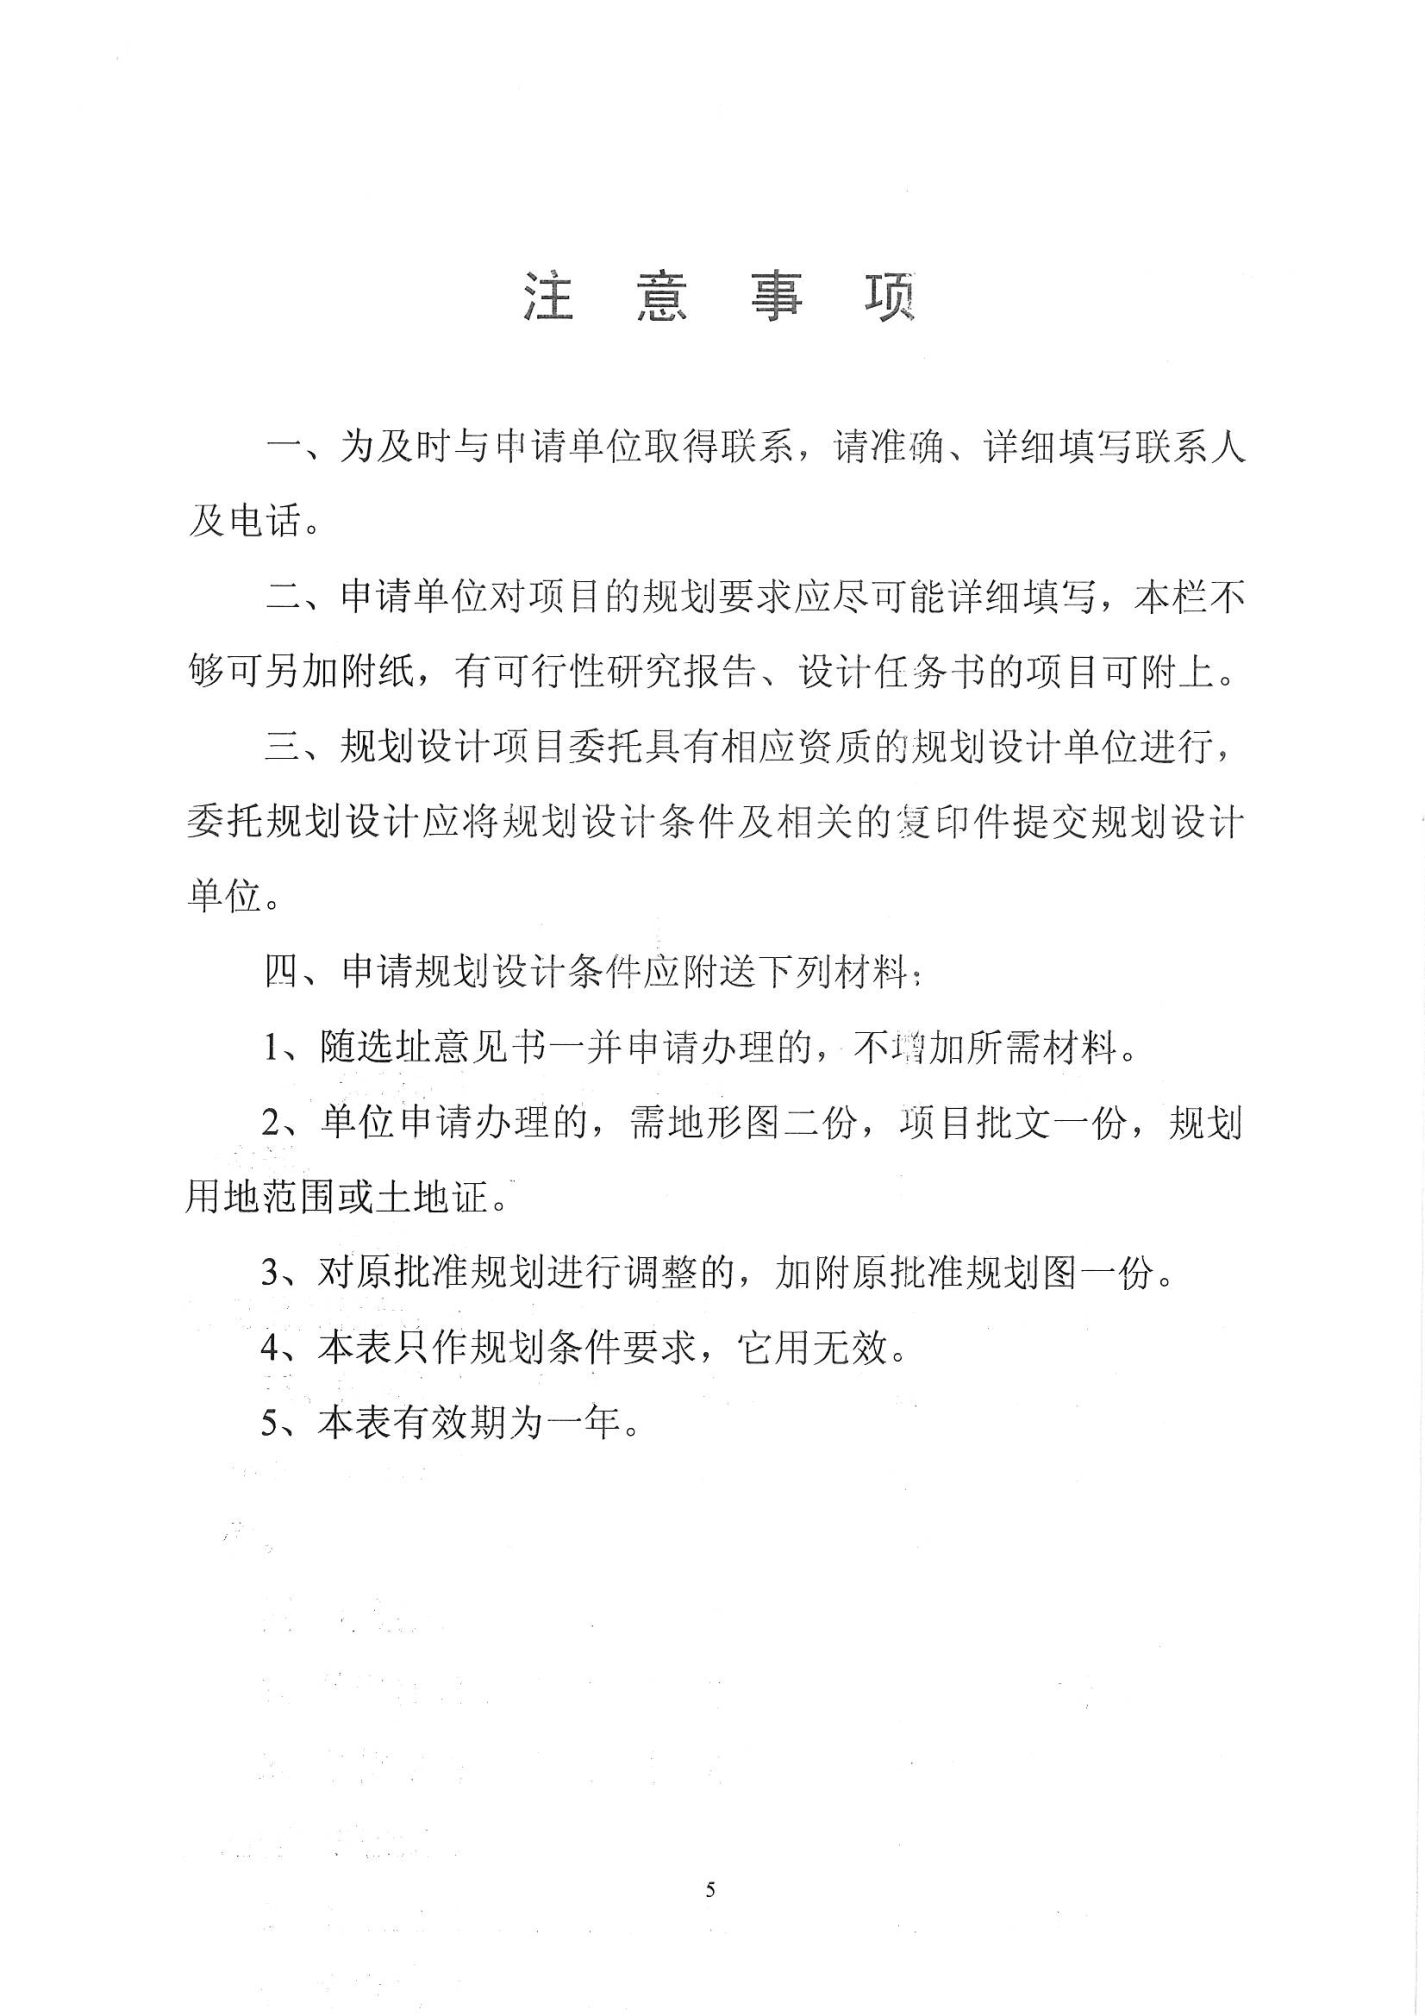 注意事项
一、为及时与申请单位取得联系，请准确、详细填写联系人
及电话。
二、申请单位对项目的规划要求应尽可能详细填写，本栏不
够可另加附纸，有可行性研究报告、设计任务书的项目可附上。
三、规划设计项目委托具有相应资质的规划设计单位进行，
委托规划设计应将规划设计条件及相关的复印件提交规划设计
单位。
四、申请规划设计条件应附送下列材料：
1、随选址意见书一并申请办理的，不增加所需材料。
2、单位申请办理的，需地形图二份，项目批文一份，规划
用地范围或土地证。
3、对原批准规划进行调整的，加附原批准规划图一份。
4、本表只作规划条件要求，它用无效。
5、本表有效期为一年。
5